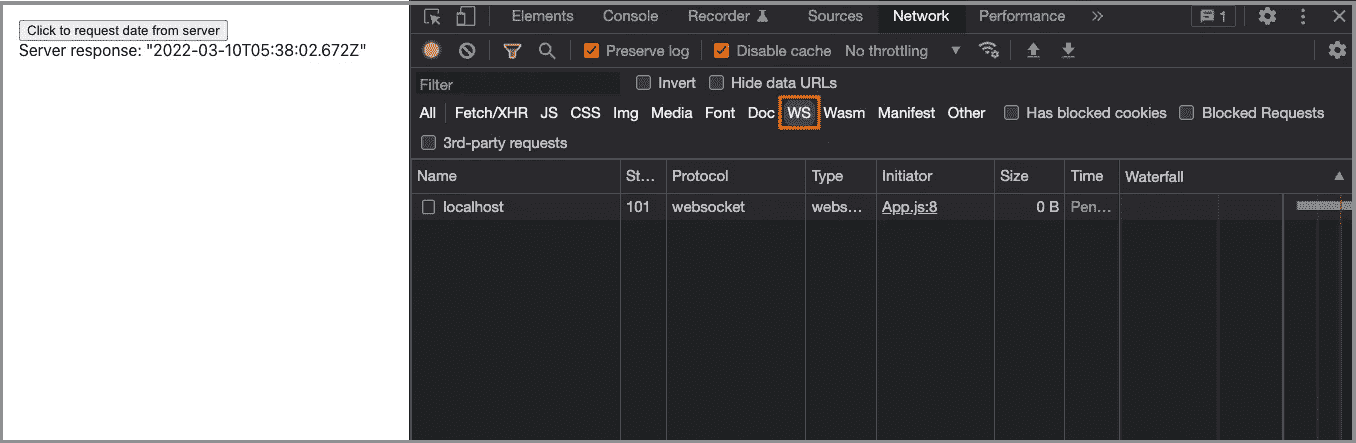 Click to request date from server
Server response: "2022-03-10T05:38:02.672Z"
Elements Console Recorder Sources Network Performance 1
Preserve log Disable cache No throttling
Filter Invert Hide data URLs
All Fetch/XHR JS CSS Img Media Font Doc WS Wasm Manifest Other Has blocked cookies Blocked Requests
3rd-party requests
Name St... Protocol Type Initiator Size Time Waterfall
localhost 101 websocket webs... App.js:8 0 B Pen...